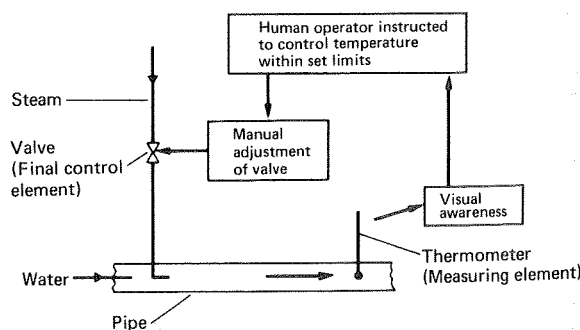 Human operator instructed
to control temperature
within set limits
Steam
Manual
adjustment
of valve
Valve
(Final control
element)
Visual
awareness
Thermometer
(Measuring element)
Water
Pipe